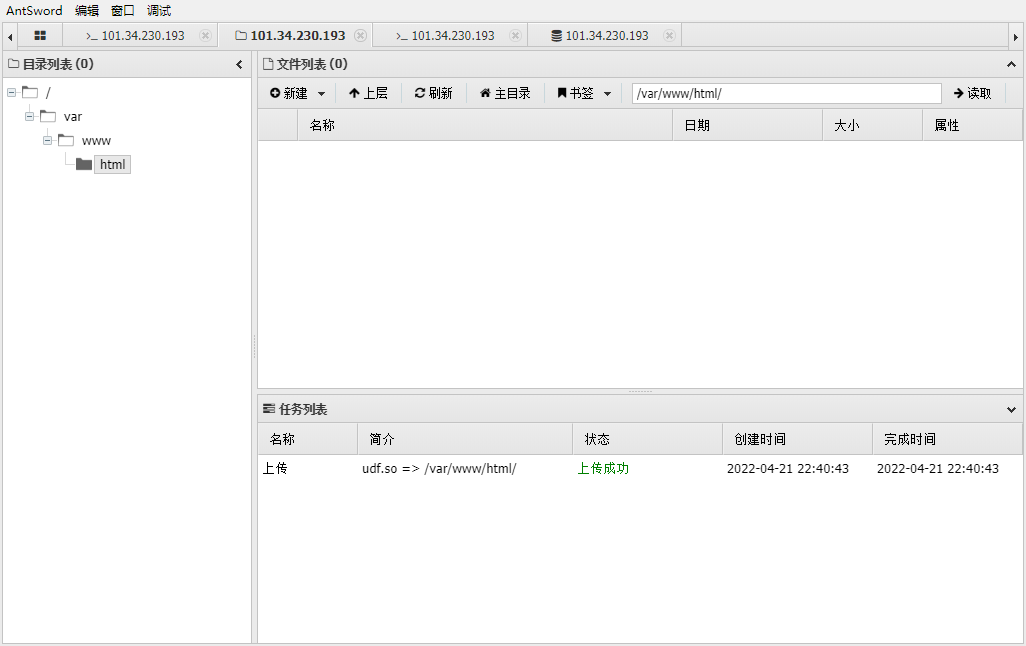 AntSword 编辑 窗口 调试
>_ 101.34.230.193 101.34.230.193 >_ 101.34.230.193 101.34.230.193
目录列表 (0)
/
var
www
html
文件列表 (0)
新建 上层 刷新 主目录 书签 /var/www/html/ 读取
名称 日期 大小 属性
任务列表
名称 简介 状态 创建时间 完成时间
上传 udf.so => /var/www/html/ 上传成功 2022-04-21 22:40:43 2022-04-21 22:40:43